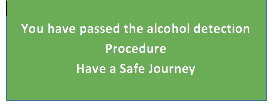 You have passed the alcohol detection
Procedure
Have a Safe Journey